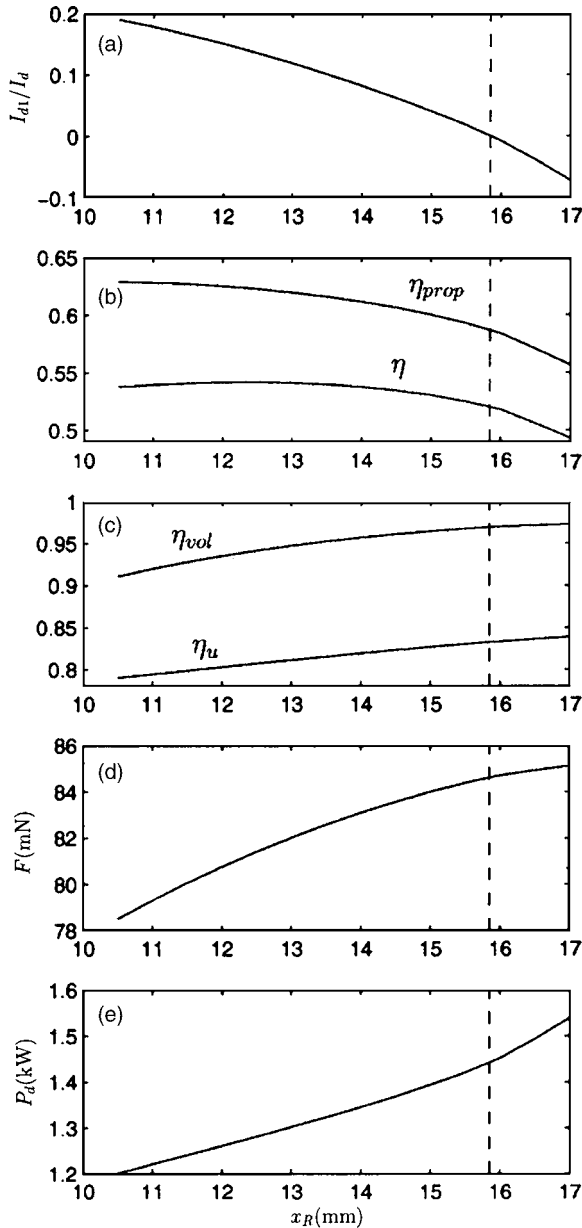 0.2
(a)
0.1
I_{d1}/I_d
0
−0.1
10 11 12 13 14 15 16 17
0.65
(b)
η_{prop}
0.6
0.55
η
0.5
10 11 12 13 14 15 16 17
1
(c)
0.95
η_{vol}
0.9
0.85
η_u
0.8
10 11 12 13 14 15 16 17
86
(d)
84
F(mN)
82
80
78
10 11 12 13 14 15 16 17
1.6
(e)
1.5
P_d(kW)
1.4
1.3
1.2
10 11 12 13 14 15 16 17
x_R(mm)